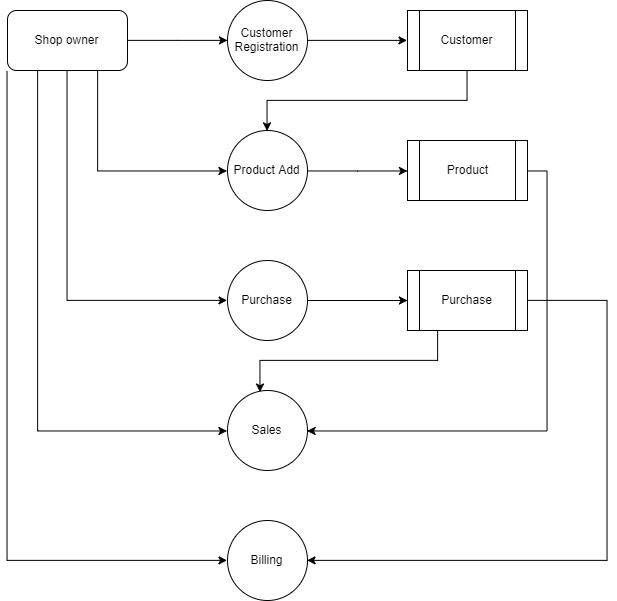 Shop owner
Customer
Registration
Customer
Product Add
Product
Purchase
Purchase
Sales
Billing